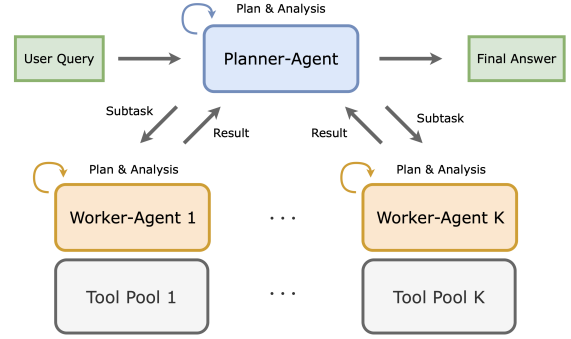 Plan & Analysis
User Query
Planner-Agent
Final Answer
Subtask
Result
Result
Subtask
Plan & Analysis
Plan & Analysis
Worker-Agent 1
. . .
Worker-Agent K
Tool Pool 1
. . .
Tool Pool K